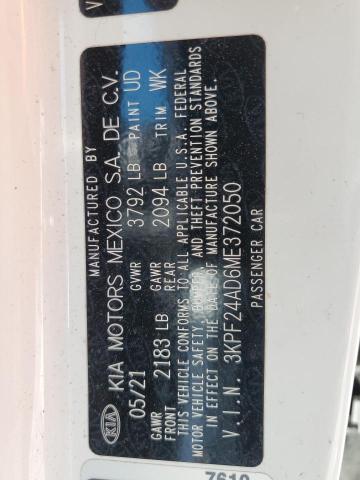 MANUFACTURED BY
KIA KIA MOTORS MEXICO S.A. DE C.V.
05/21 GVWR 3792 LB PAINT UD
GAWR FRONT 2183 LB GAWR REAR 2094 LB TRIM WK
THIS VEHICLE CONFORMS TO ALL APPLICABLE U.S.A. FEDERAL
MOTOR VEHICLE SAFETY, BUMPER, AND THEFT PREVENTION STANDARDS
IN EFFECT ON THE DATE OF MANUFACTURE SHOWN ABOVE.
V.I.N. 3KPF24AD6ME372050
PASSENGER CAR